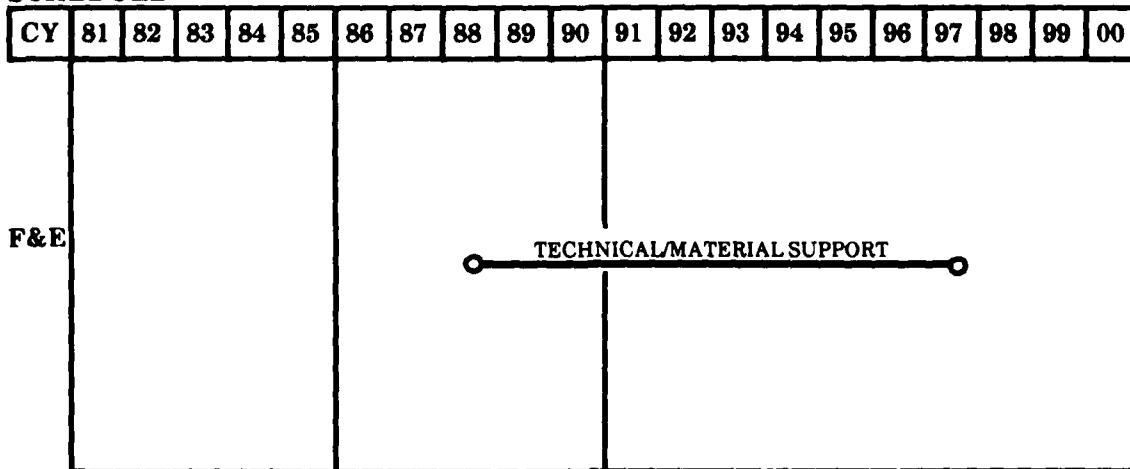 CY 81 82 83 84 85 86 87 88 89 90 91 92 93 94 95 96 97 98 99 00
F&E
TECHNICAL/MATERIAL SUPPORT